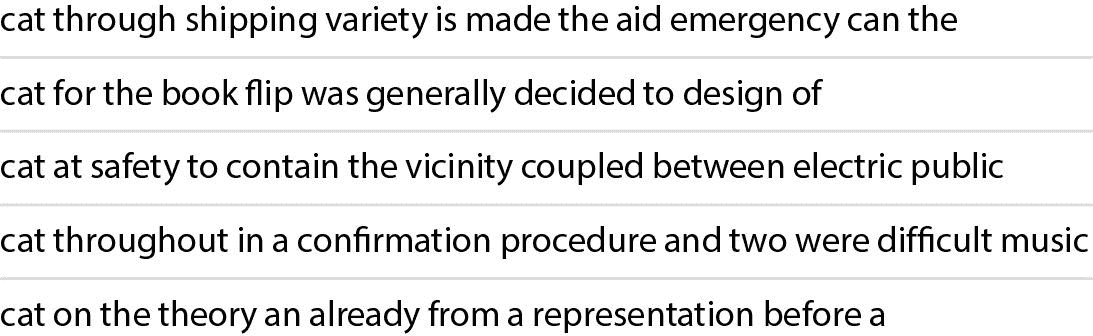 cat through shipping variety is made the aid emergency can the
cat for the book flip was generally decided to design of
cat at safety to contain the vicinity coupled between electric public
cat throughout in a confirmation procedure and two were difficult music
cat on the theory an already from a representation before a